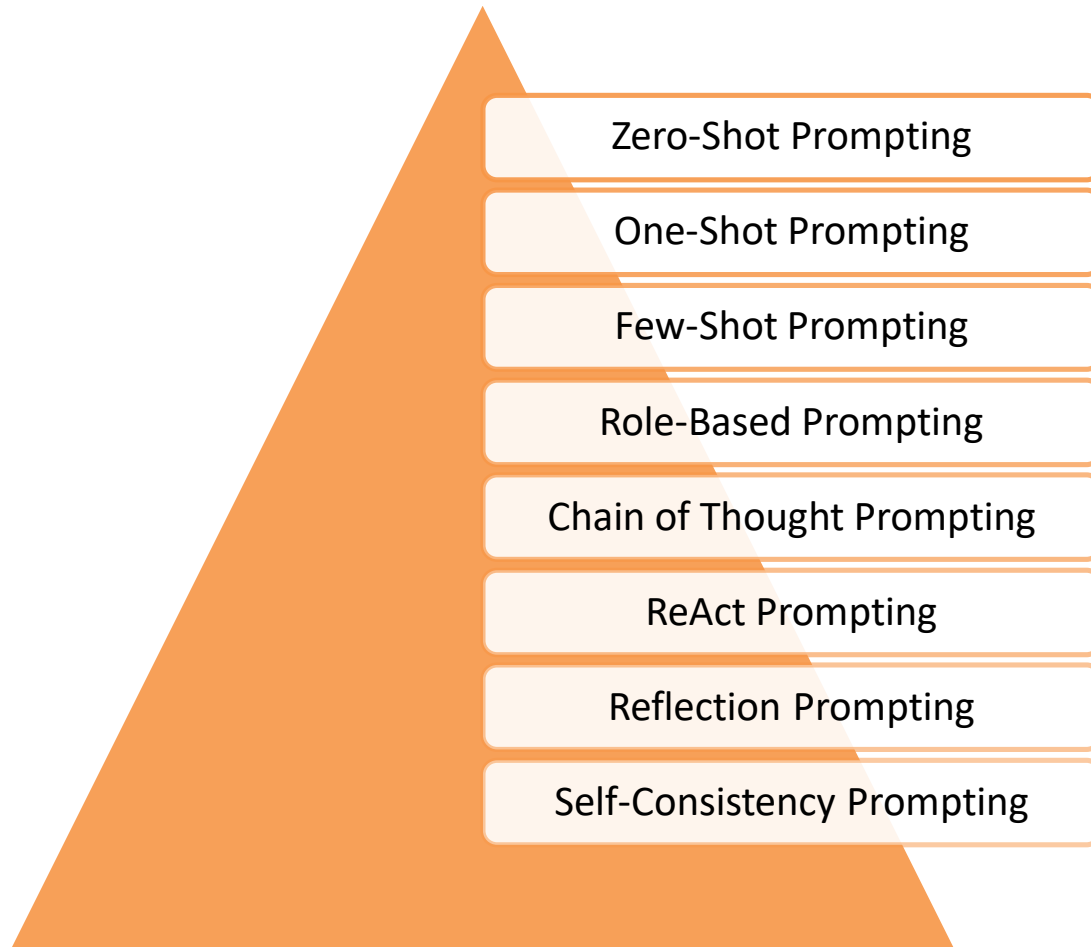 Zero-Shot Prompting
One-Shot Prompting
Few-Shot Prompting
Role-Based Prompting
Chain of Thought Prompting
ReAct Prompting
Reflection Prompting
Self-Consistency Prompting